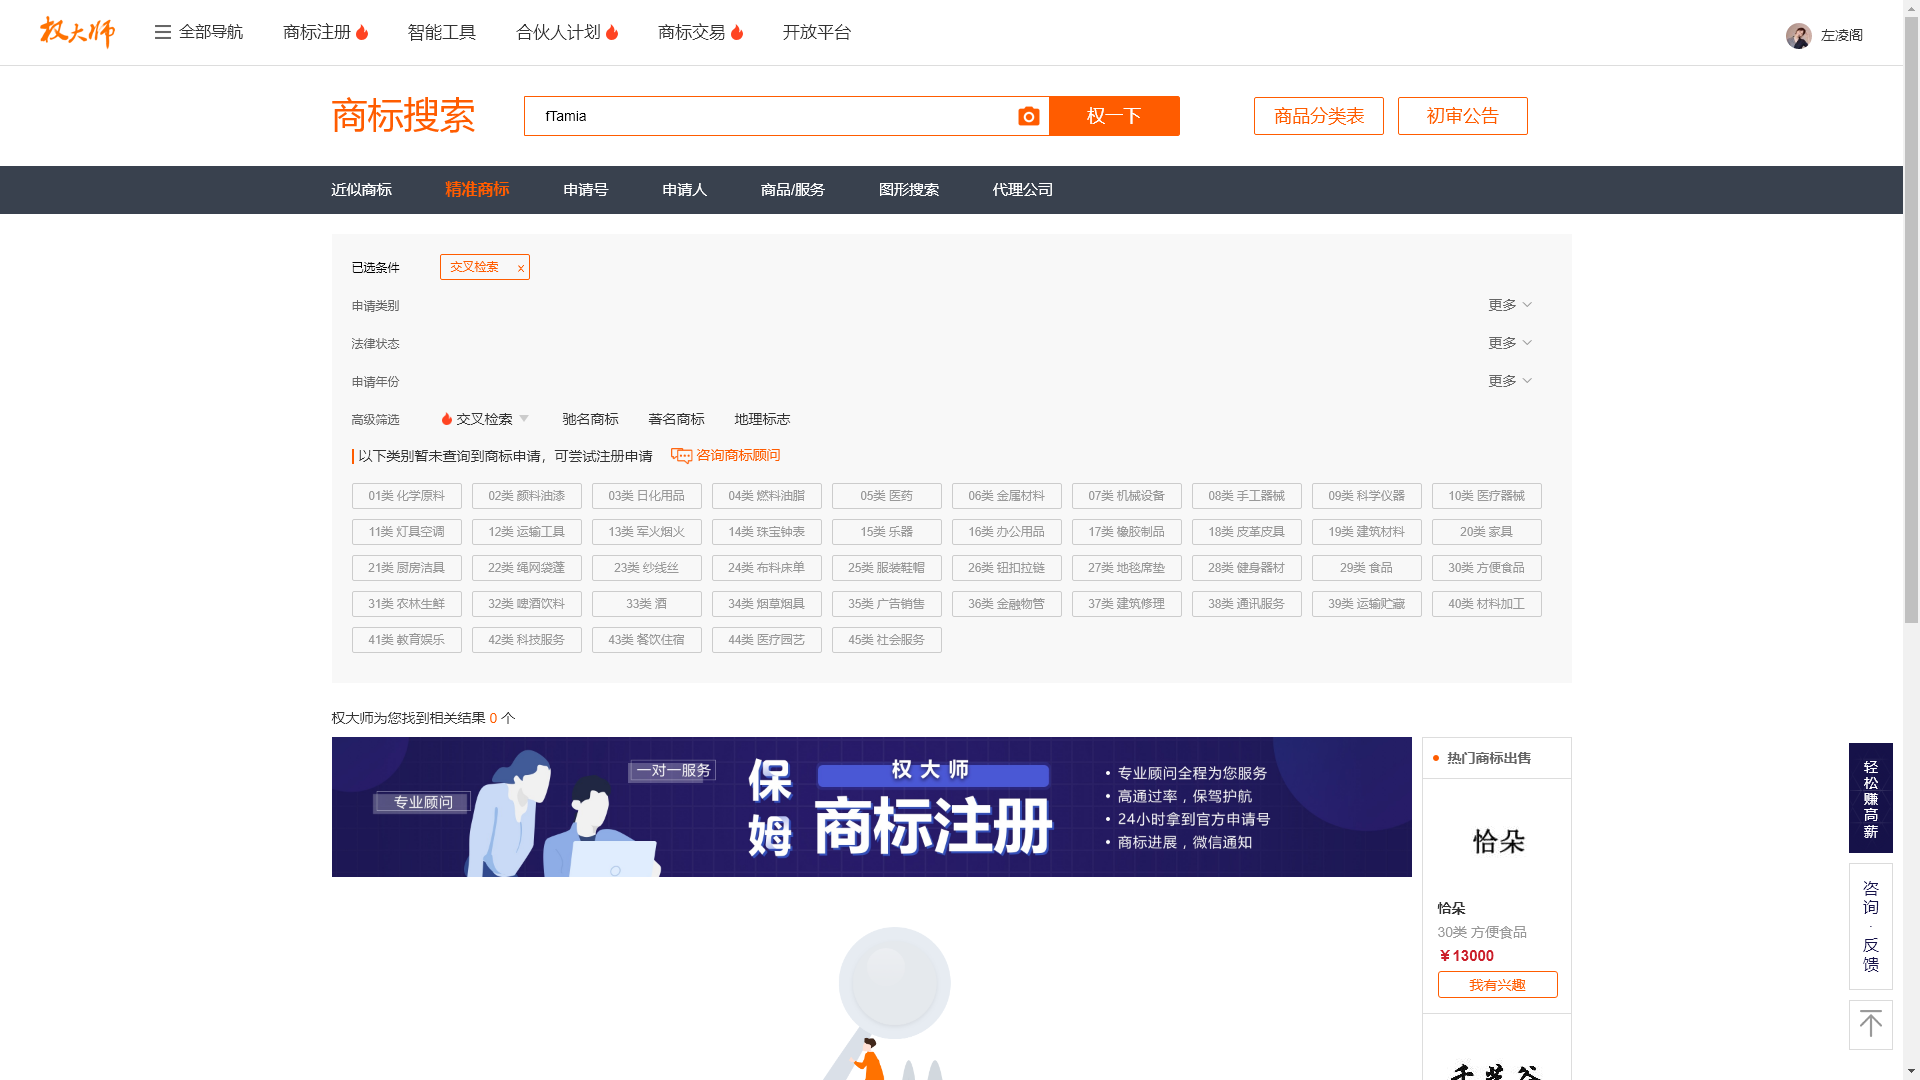 权大师
全部导航 商标注册 智能工具 合伙人计划 商标交易 开放平台 左凌阁
商标搜索 fTamia 权一下 商品分类表 初审公告
近似商标 精准商标 申请号 申请人 商品/服务 图形搜索 代理公司
已选条件 交叉检索 x
申请类别 更多
法律状态 更多
申请年份 更多
高级筛选 交叉检索 驰名商标 著名商标 地理标志
以下类别暂未查询到商标申请，可尝试注册申请 咨询商标顾问
01类 化学原料 02类 颜料油漆 03类 日化用品 04类 燃料油脂 05类 医药 06类 金属材料 07类 机械设备 08类 手工器械 09类 科学仪器 10类 医疗器械
11类 灯具空调 12类 运输工具 13类 军火烟火 14类 珠宝钟表 15类 乐器 16类 办公用品 17类 橡胶制品 18类 皮革皮具 19类 建筑材料 20类 家具
21类 厨房洁具 22类 绳网袋蓬 23类 纱线丝 24类 布料床单 25类 服装鞋帽 26类 钮扣拉链 27类 地毯席垫 28类 健身器材 29类 食品 30类 方便食品
31类 农林生鲜 32类 啤酒饮料 33类 酒 34类 烟草烟具 35类 广告销售 36类 金融物管 37类 建筑修理 38类 通讯服务 39类 运输贮藏 40类 材料加工
41类 教育娱乐 42类 科技服务 43类 餐饮住宿 44类 医疗园艺 45类 社会服务
权大师为您找到相关结果 0 个
专业顾问
一对一服务
保姆
权大师
商标注册
• 专业顾问全程为您服务
• 高通过率，保驾护航
• 24小时拿到官方申请号
• 商标进展，微信通知
热门商标出售
恰朵
恰朵
30类 方便食品
￥13000
我有兴趣
轻松赚高薪
咨询·反馈